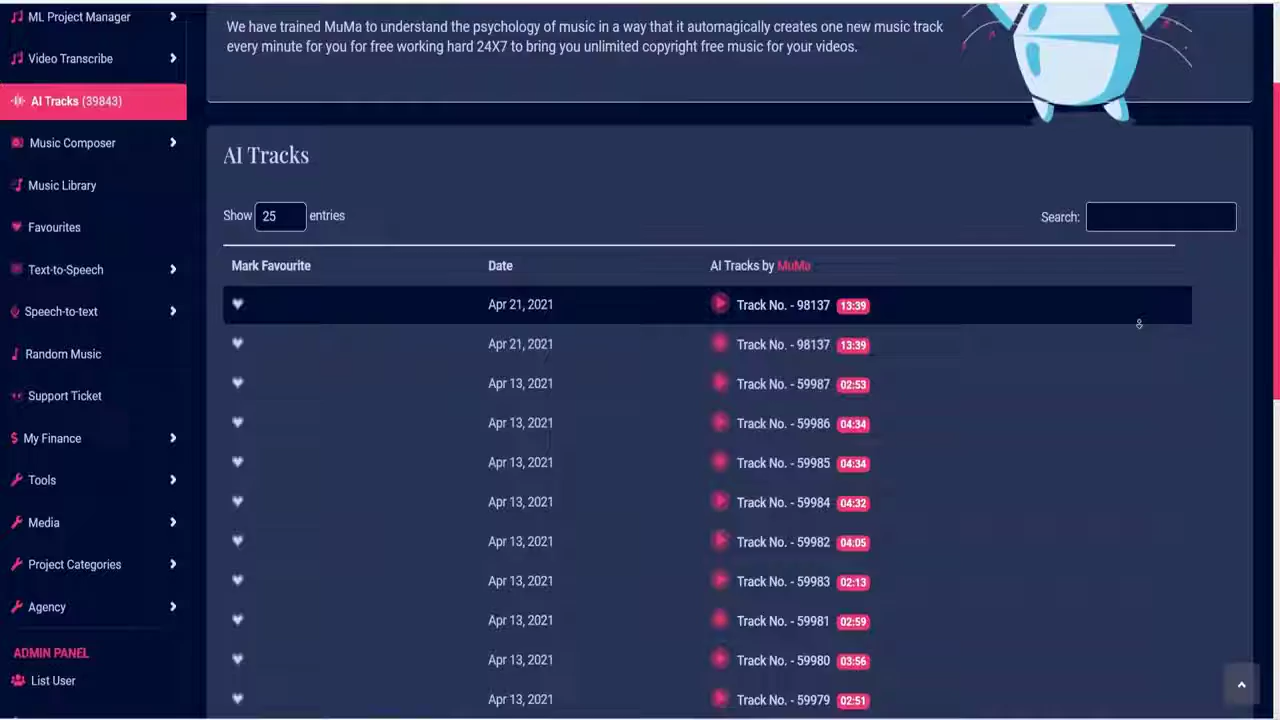 ML Project Manager
Video Transcribe
AI Tracks (39843)
Music Composer
Music Library
Favourites
Text-to-Speech
Speech-to-text
Random Music
Support Ticket
My Finance
Tools
Media
Project Categories
Agency
ADMIN PANEL
List User
We have trained MuMa to understand the psychology of music in a way that it automagically creates one new music track
every minute for you for free working hard 24X7 to bring you unlimited copyright free music for your videos.
AI Tracks
Show 25 entries
Search:
Mark Favourite Date AI Tracks by MuMa
Apr 21, 2021 Track No. - 98137 13:39
Apr 21, 2021 Track No. - 98137 13:39
Apr 13, 2021 Track No. - 59987 02:53
Apr 13, 2021 Track No. - 59986 04:34
Apr 13, 2021 Track No. - 59985 04:34
Apr 13, 2021 Track No. - 59984 04:32
Apr 13, 2021 Track No. - 59982 04:05
Apr 13, 2021 Track No. - 59983 02:13
Apr 13, 2021 Track No. - 59981 02:59
Apr 13, 2021 Track No. - 59980 03:56
Apr 13, 2021 Track No. - 59979 02:51